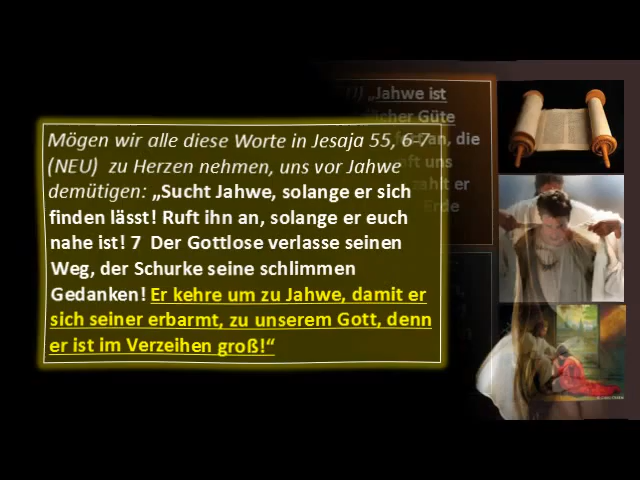 Mögen wir alle diese Worte in Jesaja 55, 6-7
(NEU) zu Herzen nehmen, uns vor Jahwe
demütigen: „Sucht Jahwe, solange er sich
finden lässt! Ruft ihn an, solange er euch
nahe ist! 7 Der Gottlose verlasse seinen
Weg, der Schurke seine schlimmen
Gedanken! Er kehre um zu Jahwe, damit er
sich seiner erbarmt, zu unserem Gott, denn
er ist im Verzeihen groß!“
„Jahwe ist
Güte
an, die
uns
zahlt er
Erde